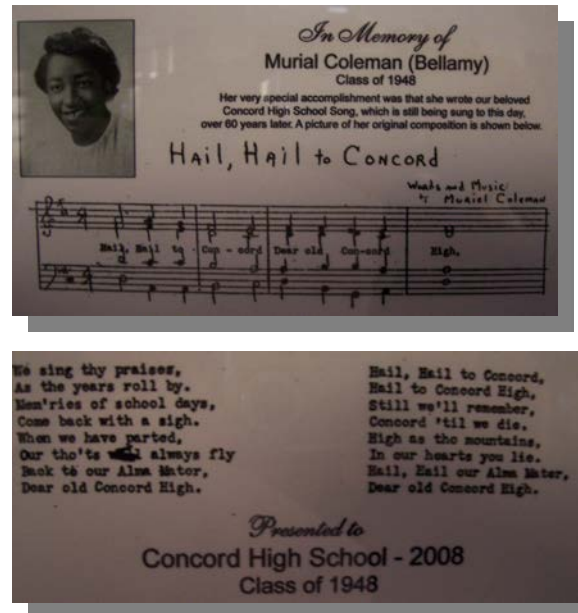 In Memory of
Murial Coleman (Bellamy)
Class of 1948
Her very special accomplishment was that she wrote our beloved
Concord High School Song, which is still being sung to this day,
over 60 years later. A picture of her original composition is shown below.
HAIL, HAIL to CONCORD
Words and Music
by Muriel Coleman
Hail, Hail to Con - cord Dear old Con-cord High.
We sing thy praises,
As the years roll by.
Mem'ries of school days,
Come back with a sigh.
When we have parted,
Our tho'ts always fly
Back to our Alma Mater,
Dear old Concord High.
Hail, Hail to Concord,
Hail to Concord High,
Still we'll remember,
Concord 'til we die.
High as the mountains,
In our hearts you lie.
Hail, Hail our Alma Mater,
Dear old Concord High.
Presented to
Concord High School - 2008
Class of 1948